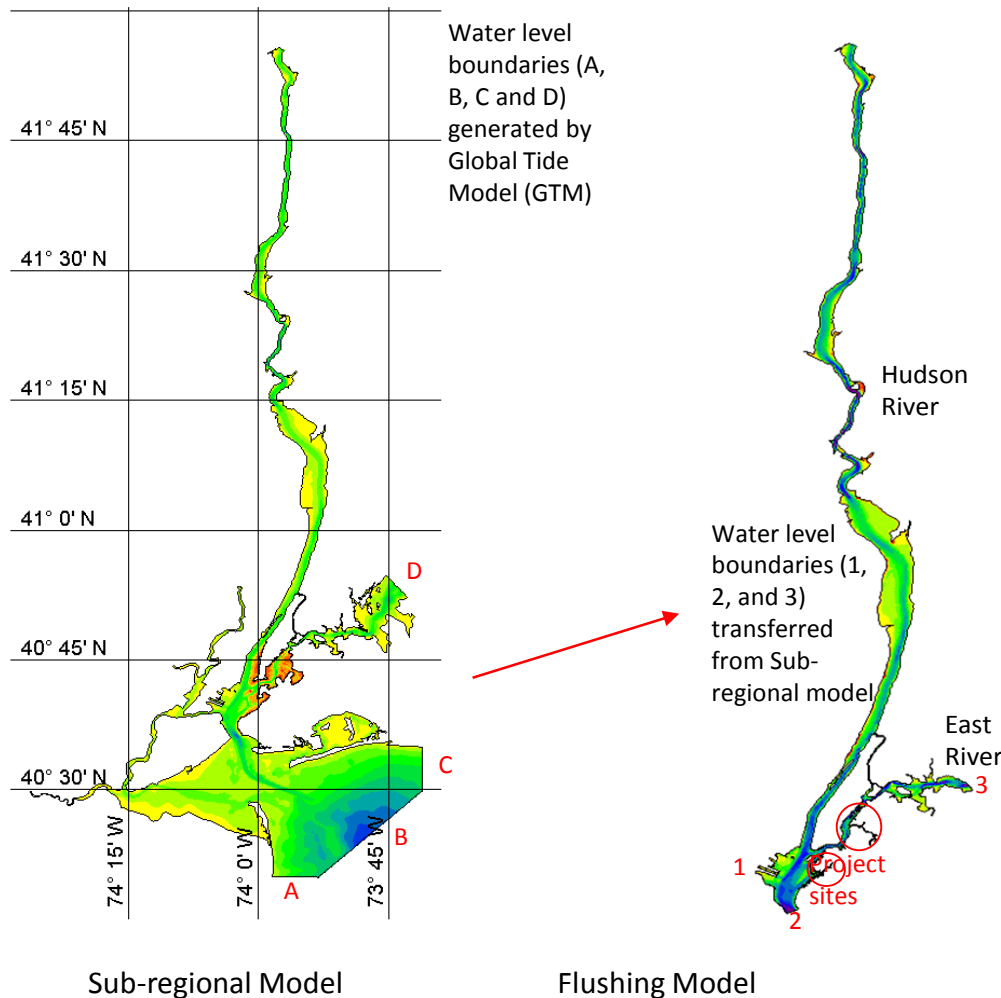 Water level
boundaries (A,
B, C and D)
generated by
Global Tide
Model (GTM)
41° 45' N
41° 30' N
41° 15' N
41° 0' N
40° 45' N
40° 30' N
74° 15' W
74° 0' W
73° 45' W
D
C
B
A
Sub-regional Model
Hudson
River
Water level
boundaries (1,
2, and 3)
transferred
from Sub-
regional model
East
River
3
Project
sites
1
2
Flushing Model